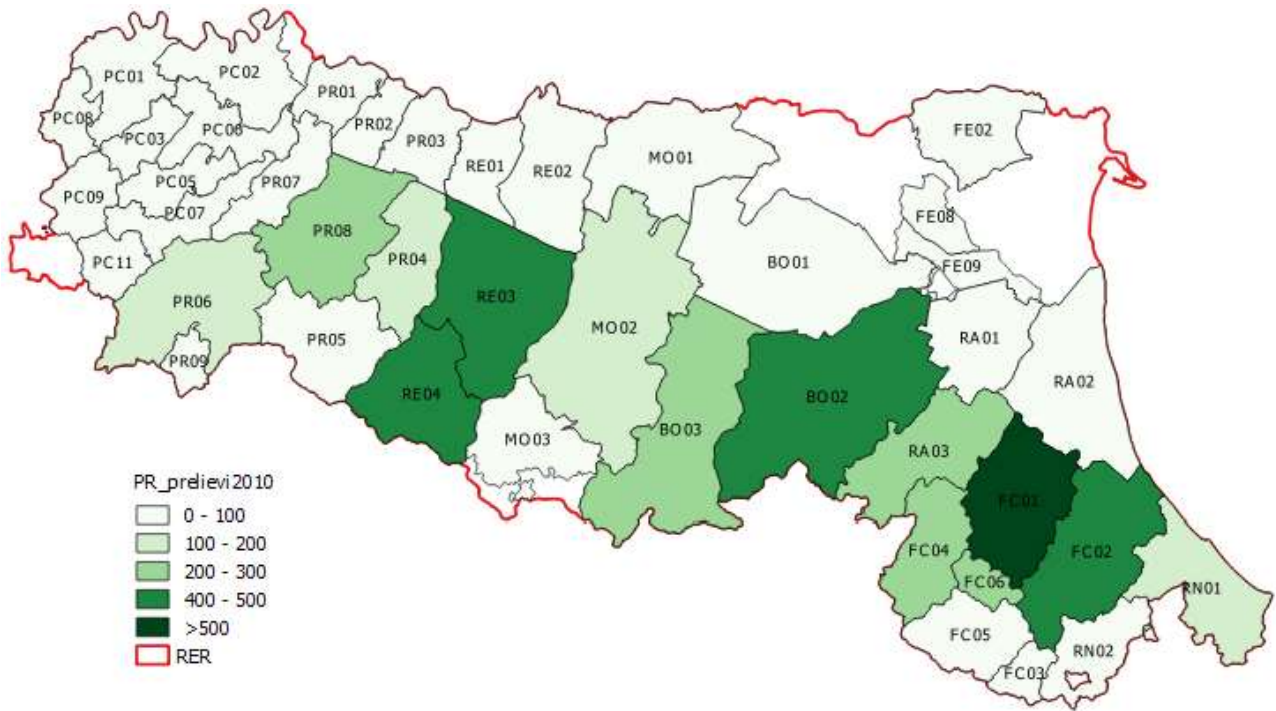 PC01
PC02
PC08
PC03
PC06
PR01
PR02
PR03
RE01
RE02
MO01
FE02
PC09
PC05
PC07
PR07
FE08
PC11
PR08
PR04
BO01
FE09
PR06
RE03
MO02
PR09
PR05
RA01
RA02
RE04
BO02
MO03
BO03
RA03
FC01
FC04
FC02
FC06
RN01
FC05
FC03
RN02
PR_prelievi2010
0 - 100
100 - 200
200 - 300
400 - 500
>500
RER